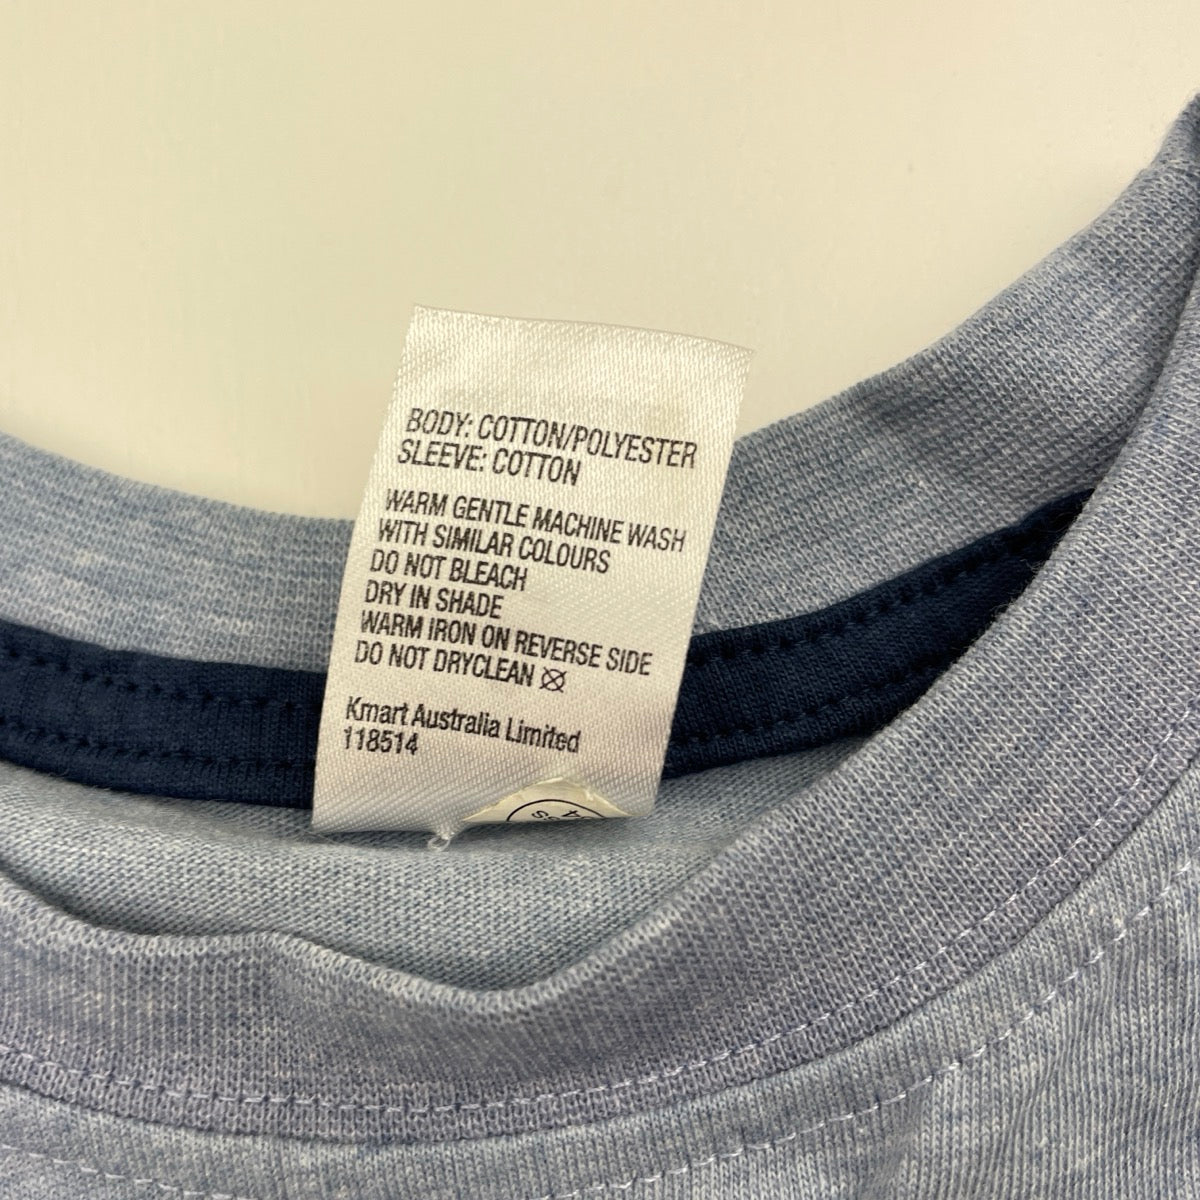 BODY: COTTON/POLYESTER
SLEEVE: COTTON
WARM GENTLE MACHINE WASH
WITH SIMILAR COLOURS
DO NOT BLEACH
DRY IN SHADE
WARM IRON ON REVERSE SIDE
DO NOT DRYCLEAN
Kmart Australia Limited
118514